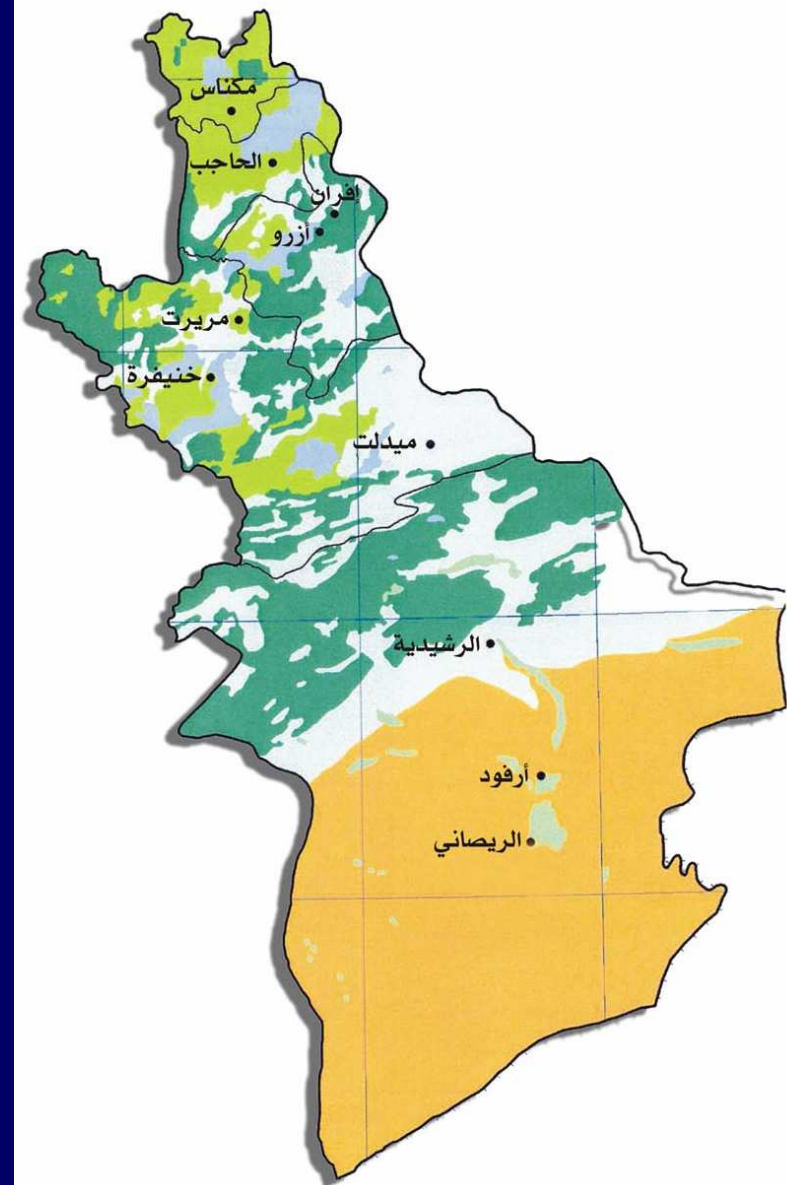 مكناس
الحاجب
إفران
أزرو
مريرت
خنيفرة
ميدلت
الرشيدية
أرفود
الريصاني